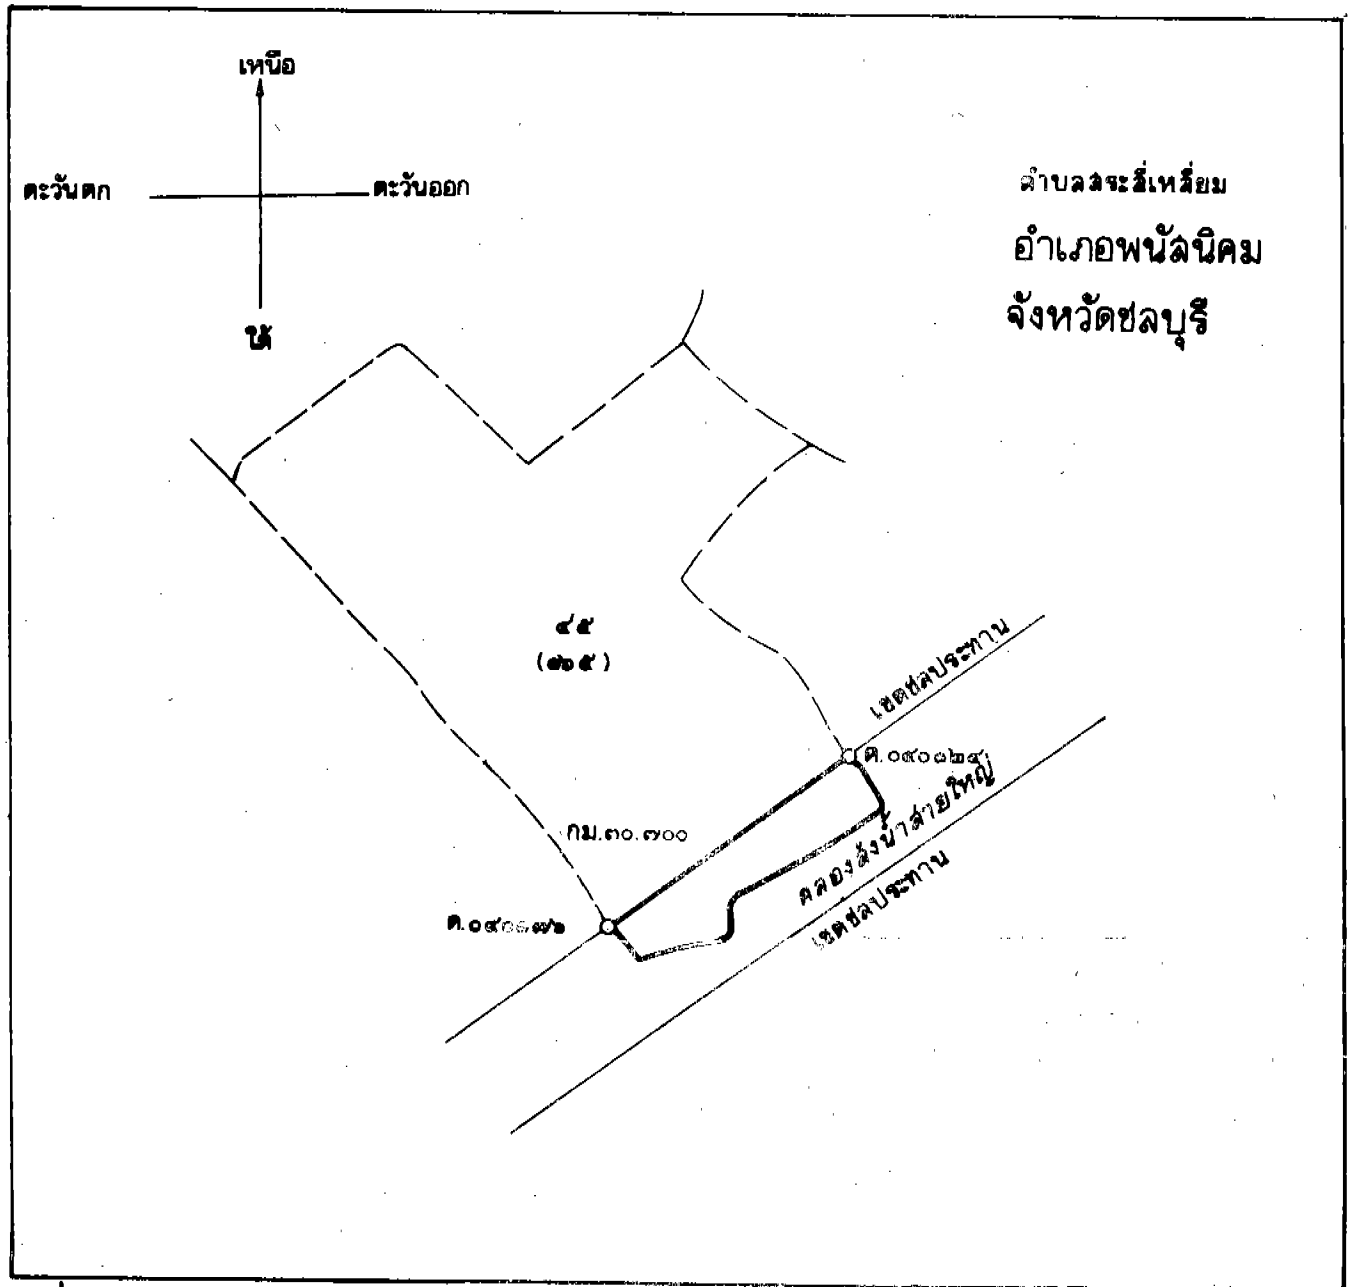 เหนือ
ตะวันตก
ตะวันออก
ใต้
ตำบลสระสี่เหลี่ยม
อำเภอพนัสนิคม
จังหวัดชลบุรี
๔๕
เขตชลประทาน
คลองส่งน้ำสายใหญ่
กม.๓๐.๗๐๐
เขตชลประทาน